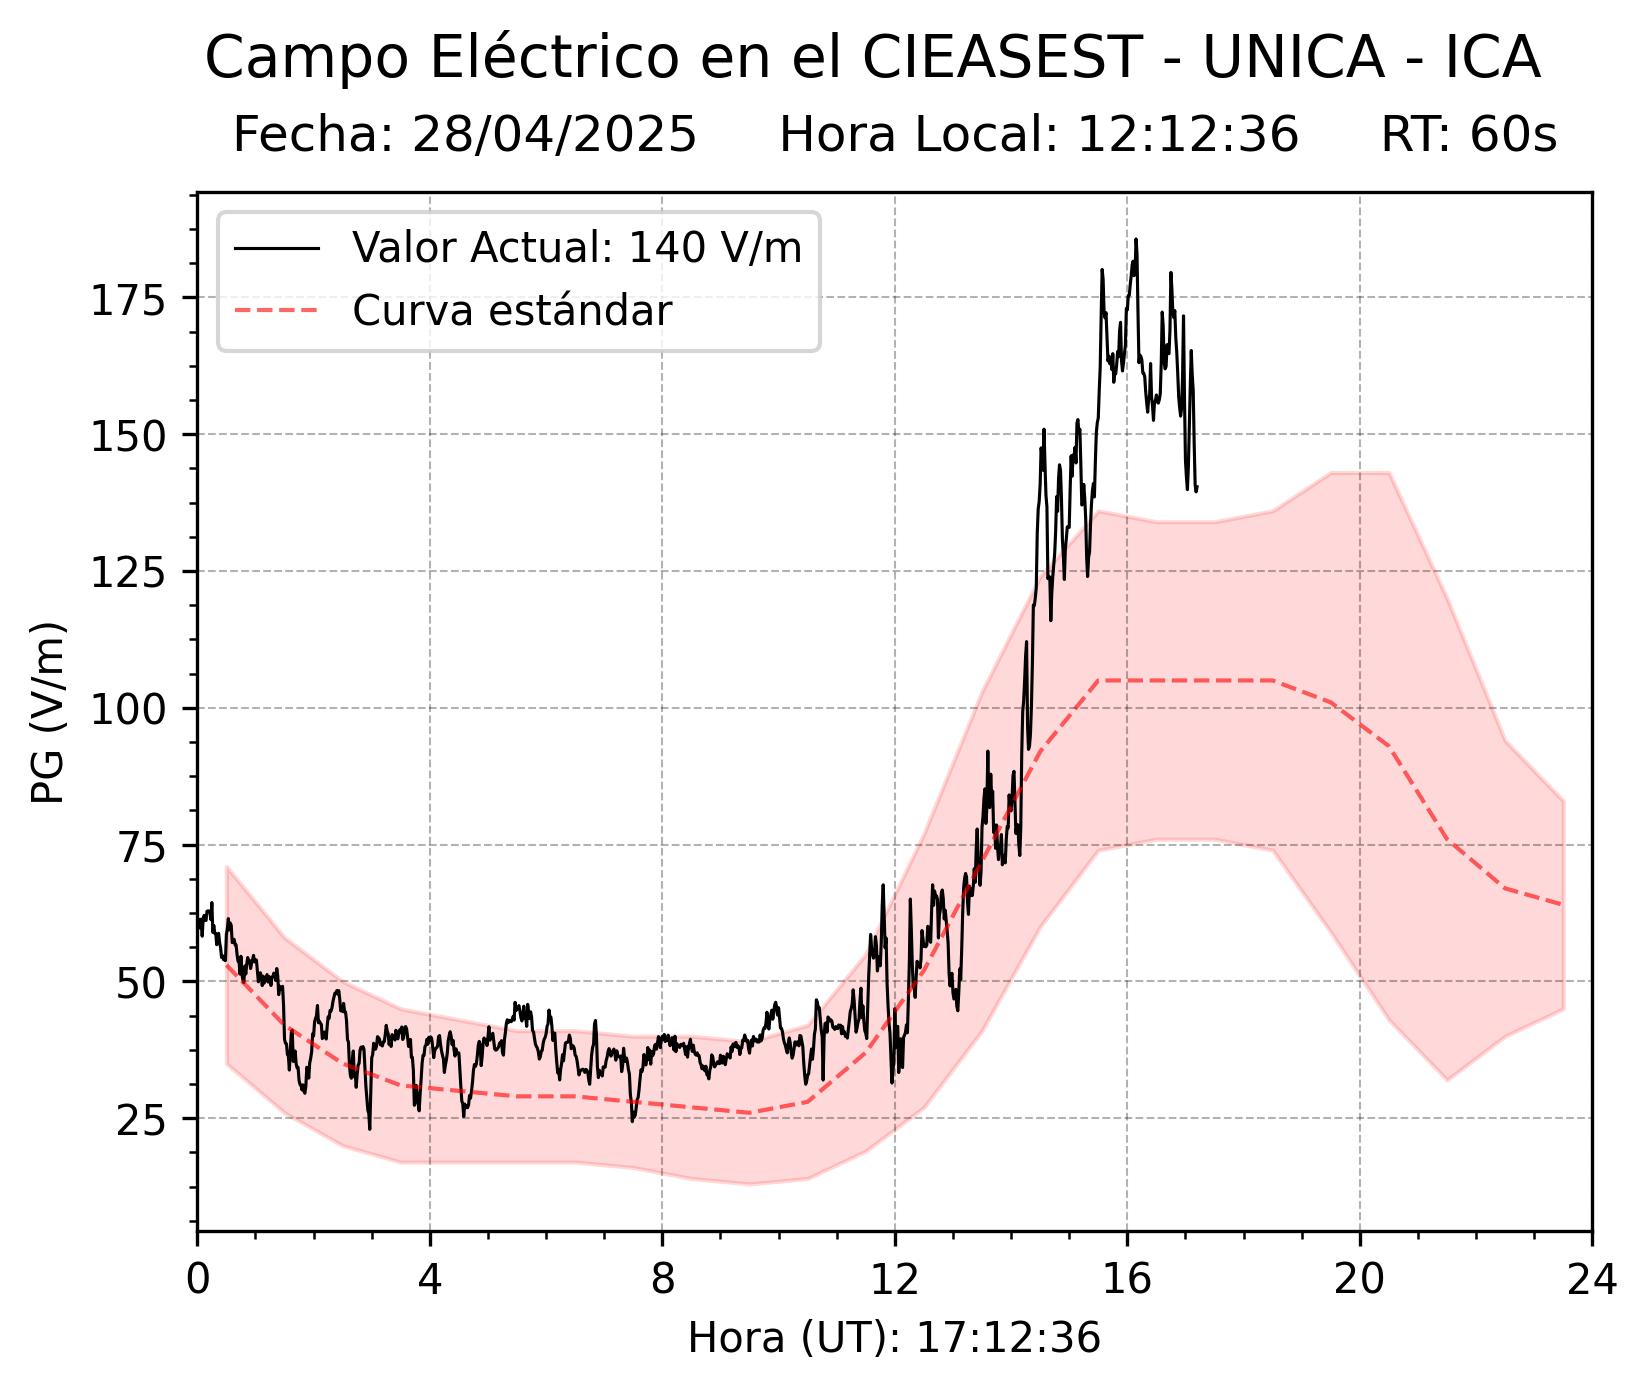 Campo Eléctrico en el CIEASEST - UNICA - ICA
Fecha: 28/04/2025 Hora Local: 12:12:36 RT: 60s
Valor Actual: 140 V/m
Curva estándar
PG (V/m)
175
150
125
100
75
50
25
0 4 8 12 16 20 24
Hora (UT): 17:12:36